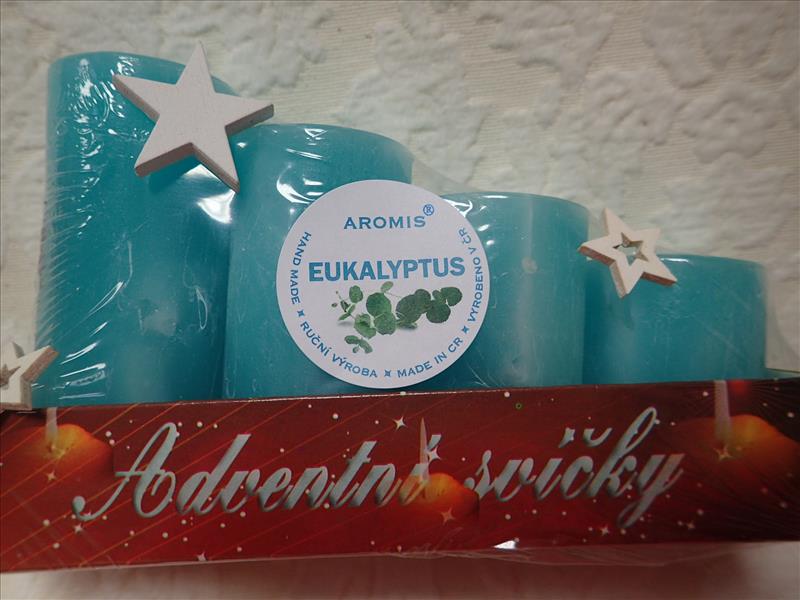 AROMIS®
EUKALYPTUS
HAND MADE ✶ RUČNÍ VÝROBA ✶ MADE IN CR ✶ VYROBENO V ČR
Adventní svíčky